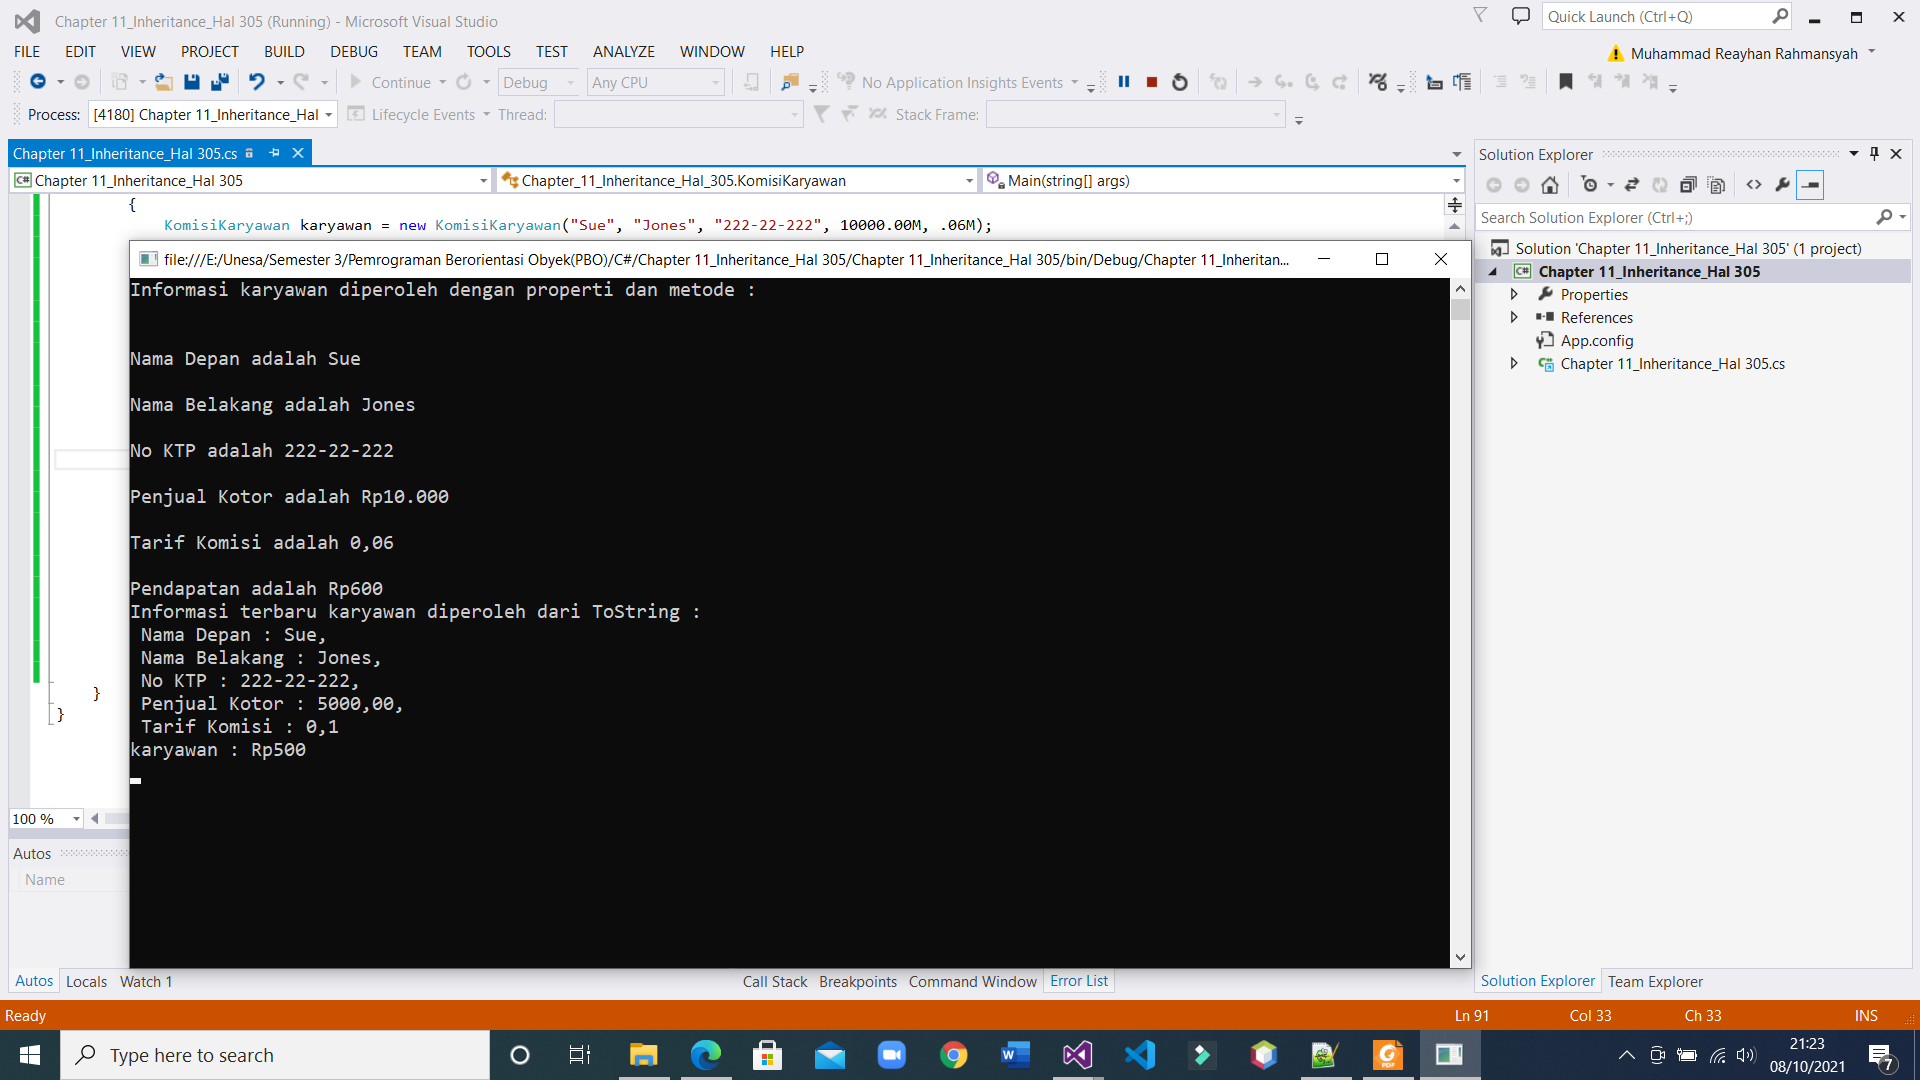 Chapter 11_Inheritance_Hal 305 (Running) - Microsoft Visual Studio
Quick Launch (Ctrl+Q)
FILE EDIT VIEW PROJECT BUILD DEBUG TEAM TOOLS TEST ANALYZE WINDOW HELP
Muhammad Reayhan Rahmansyah
Continue Debug Any CPU No Application Insights Events
Process: [4180] Chapter 11_Inheritance_Hal Lifecycle Events Thread: Stack Frame:
Chapter 11_Inheritance_Hal 305.cs
C# Chapter 11_Inheritance_Hal 305 Chapter_11_Inheritance_Hal_305.KomisiKaryawan Main(string[] args)
{
KomisiKaryawan karyawan = new KomisiKaryawan("Sue", "Jones", "222-22-222", 10000.00M, .06M);
file:///E:/Unesa/Semester 3/Pemrograman Berorientasi Obyek(PBO)/C#/Chapter 11_Inheritance_Hal 305/Chapter 11_Inheritance_Hal 305/bin/Debug/Chapter 11_Inheritan...
Informasi karyawan diperoleh dengan properti dan metode :
Nama Depan adalah Sue
Nama Belakang adalah Jones
No KTP adalah 222-22-222
Penjual Kotor adalah Rp10.000
Tarif Komisi adalah 0,06
Pendapatan adalah Rp600
Informasi terbaru karyawan diperoleh dari ToString :
Nama Depan : Sue,
Nama Belakang : Jones,
No KTP : 222-22-222,
Penjual Kotor : 5000,00,
Tarif Komisi : 0,1
karyawan : Rp500
}
}
100 %
Autos
Name
Autos Locals Watch 1
Call Stack Breakpoints Command Window Error List
Solution Explorer
Search Solution Explorer (Ctrl+;)
Solution 'Chapter 11_Inheritance_Hal 305' (1 project)
C# Chapter 11_Inheritance_Hal 305
Properties
References
App.config
Chapter 11_Inheritance_Hal 305.cs
Solution Explorer Team Explorer
Ready Ln 91 Col 33 Ch 33 INS
Type here to search
21:23
08/10/2021
7